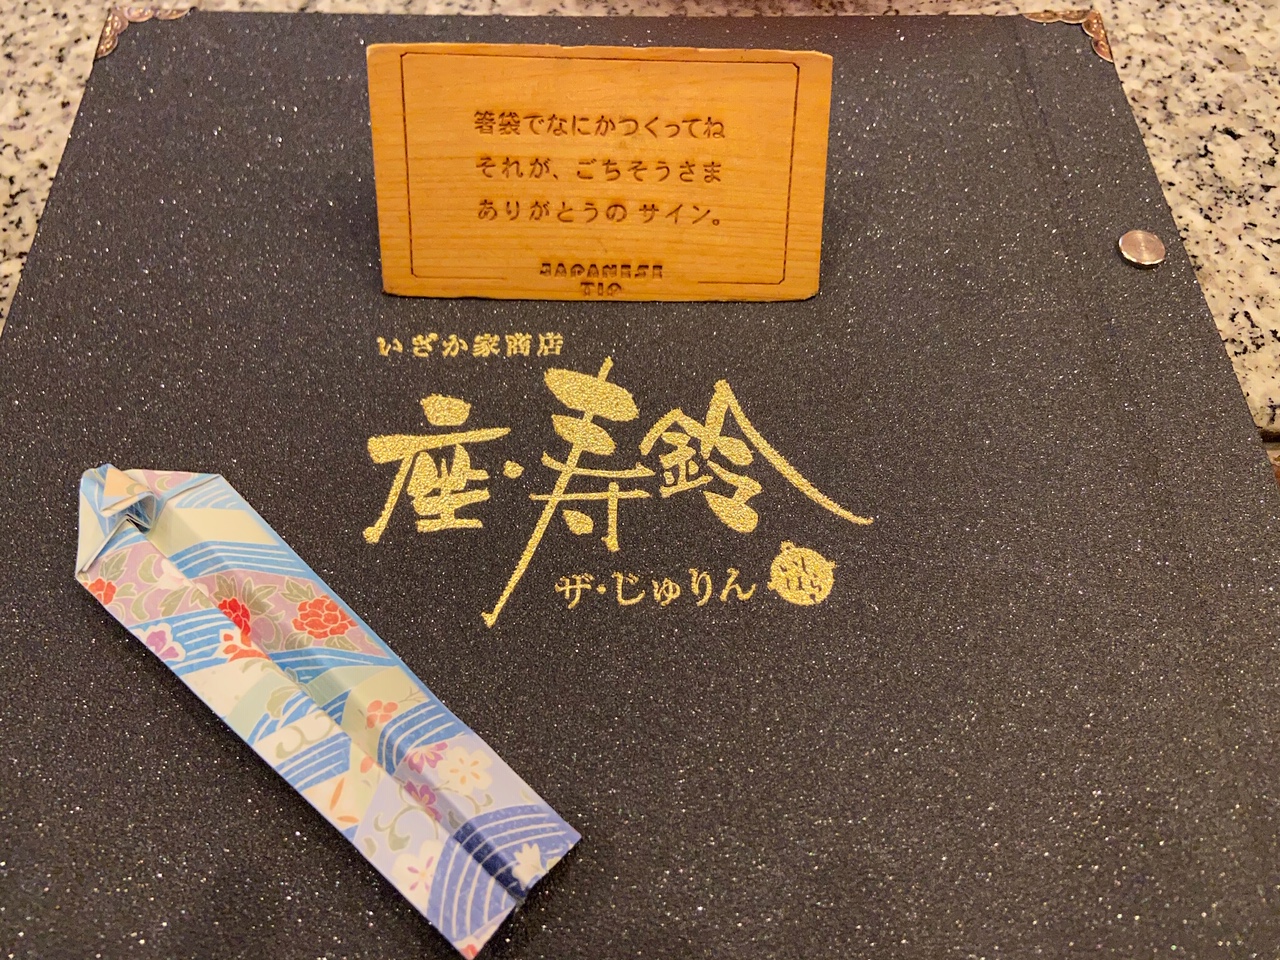 箸袋でなにかつくってね
それが、ごちそうさま
ありがとうの サイン。
JAPANESE
TIP
いざか家商店
座・寿鈴
ザ・じゅりん